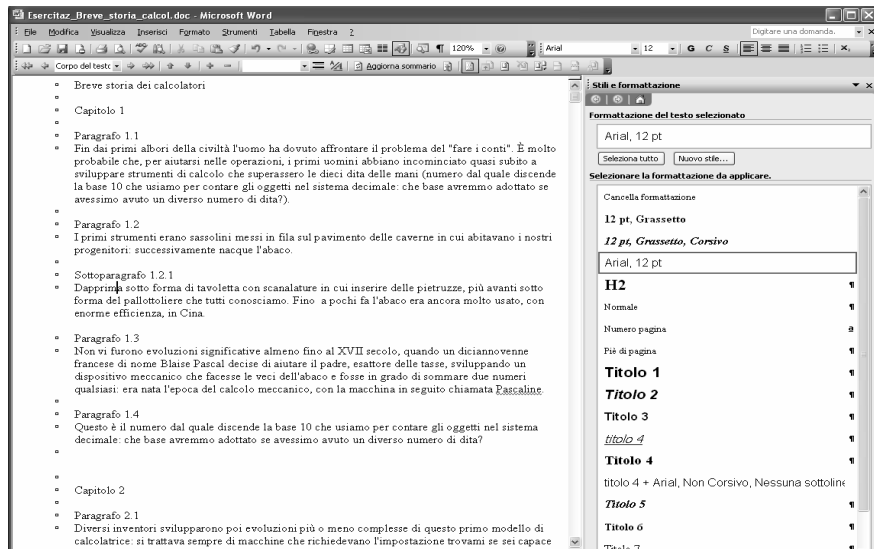 Esercitaz_Breve_storia_calcol.doc - Microsoft Word
File Modifica Visualizza Inserisci Formato Strumenti Tabella Finestra ? Digitare una domanda.
120% Arial 12 G C S
Corpo del testo Aggiorna sommario
Breve storia dei calcolatori
Capitolo 1
Paragrafo 1.1
Fin dai primi albori della civiltà l'uomo ha dovuto affrontare il problema del "fare i conti". È molto
probabile che, per aiutarsi nelle operazioni, i primi uomini abbiano incominciato quasi subito a
sviluppare strumenti di calcolo che superassero le dieci dita delle mani (numero dal quale discende
la base 10 che usiamo per contare gli oggetti nel sistema decimale: che base avremmo adottato se
avessimo avuto un diverso numero di dita?).
Paragrafo 1.2
I primi strumenti erano sassolini messi in fila sul pavimento delle caverne in cui abitavano i nostri
progenitori: successivamente nacque l'abaco.
Sottoparagrafo 1.2.1
Dapprima sotto forma di tavoletta con scanalature in cui inserire delle pietruzze, più avanti sotto
forma del pallottoliere che tutti conosciamo. Fino a pochi fa l'abaco era ancora molto usato, con
enorme efficienza, in Cina.
Paragrafo 1.3
Non vi furono evoluzioni significative almeno fino al XVII secolo, quando un diciannovenne
francese di nome Blaise Pascal decise di aiutare il padre, esattore delle tasse, sviluppando un
dispositivo meccanico che facesse le veci dell'abaco e fosse in grado di sommare due numeri
qualsiasi: era nata l'epoca del calcolo meccanico, con la macchina in seguito chiamata Pascaline.
Paragrafo 1.4
Questo è il numero dal quale discende la base 10 che usiamo per contare gli oggetti nel sistema
decimale: che base avremmo adottato se avessimo avuto un diverso numero di dita?
Capitolo 2
Paragrafo 2.1
Diversi inventori svilupparono poi evoluzioni più o meno complesse di questo primo modello di
calcolatrice: si trattava sempre di macchine che richiedevano l'impostazione trovami se sei capace
Stili e formattazione
Formattazione del testo selezionato
Arial, 12 pt
Seleziona tutto Nuovo stile...
Selezionare la formattazione da applicare.
Cancella formattazione
12 pt, Grassetto
12 pt, Grassetto, Corsivo
Arial, 12 pt
H2
Normale
Numero pagina
Piè di pagina
Titolo 1
Titolo 2
Titolo 3
titolo 4
Titolo 4
titolo 4 + Arial, Non Corsivo, Nessuna sottoline
Titolo 5
Titolo 6
Titolo 7